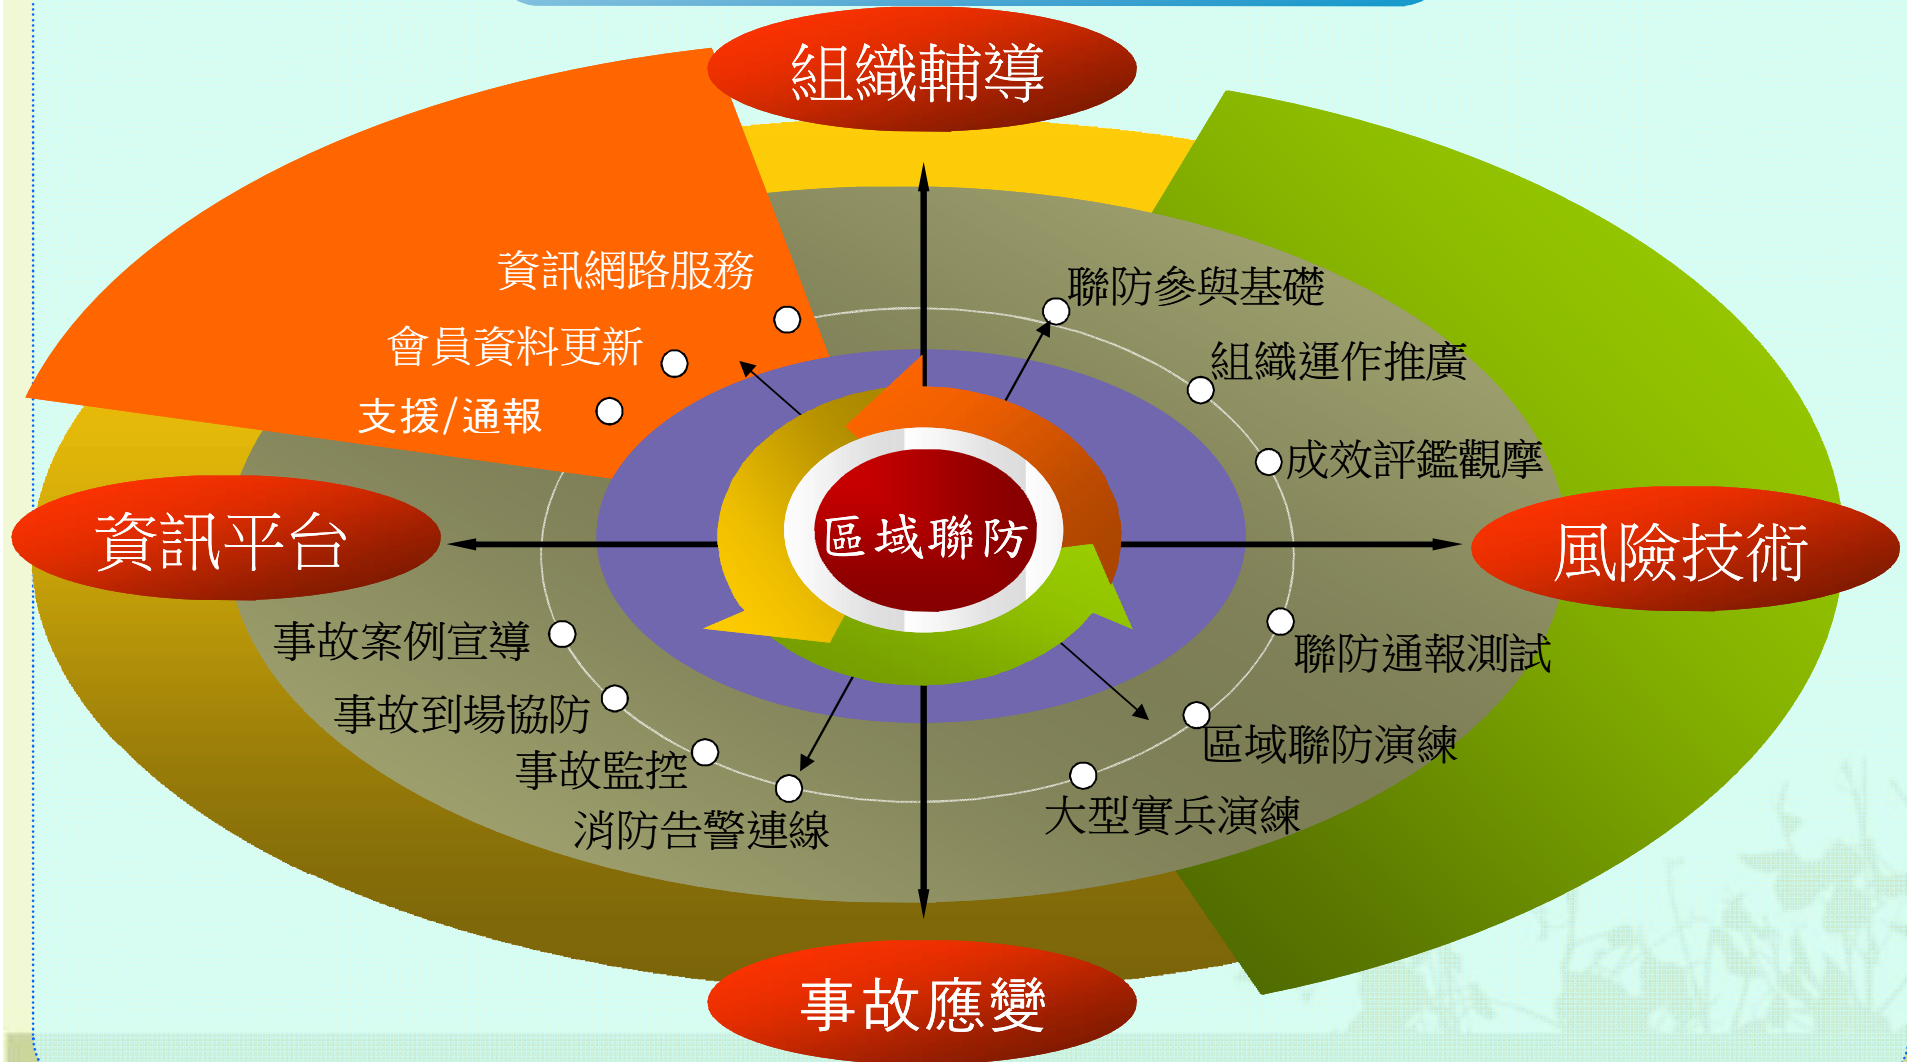 組織輔導
資訊網路服務
聯防參與基礎
會員資料更新
組織運作推廣
支援/通報
成效評鑑觀摩
資訊平台
區域聯防
風險技術
事故案例宣導
聯防通報測試
事故到場協防
區域聯防演練
事故監控
大型實兵演練
消防告警連線
事故應變